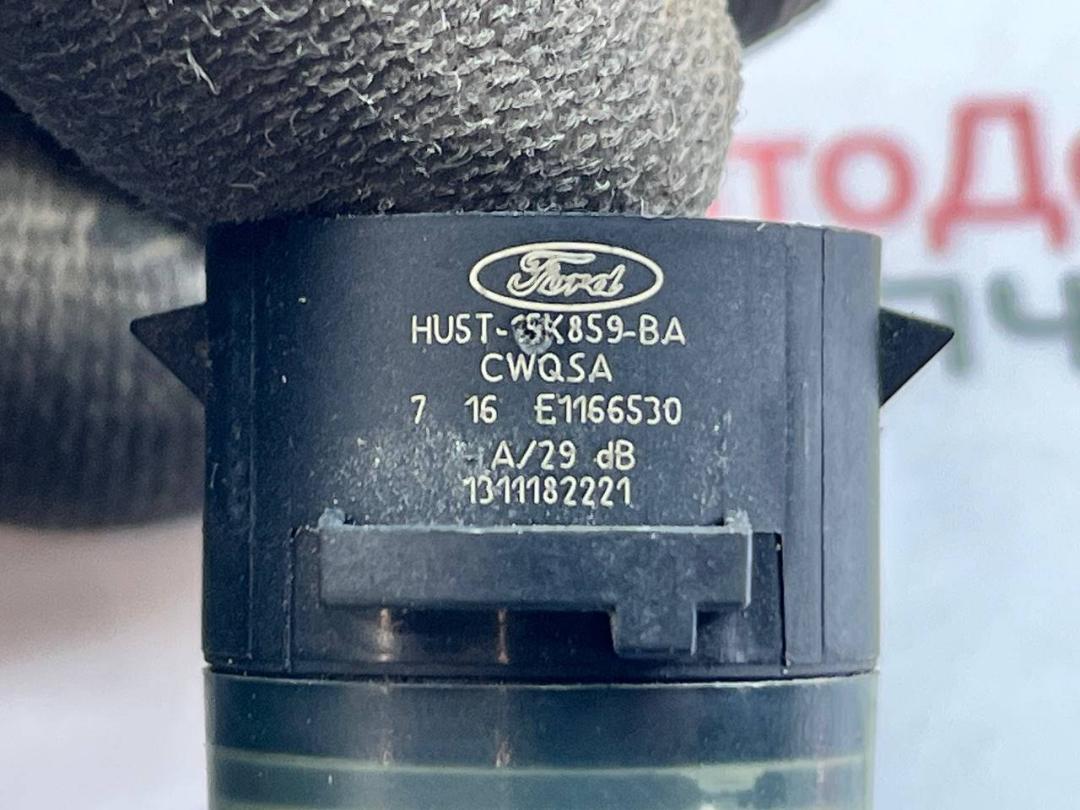 Ford
HU5T-15K859-BA
CWQSA
7 16 E1166530
A/29 dB
1311182221